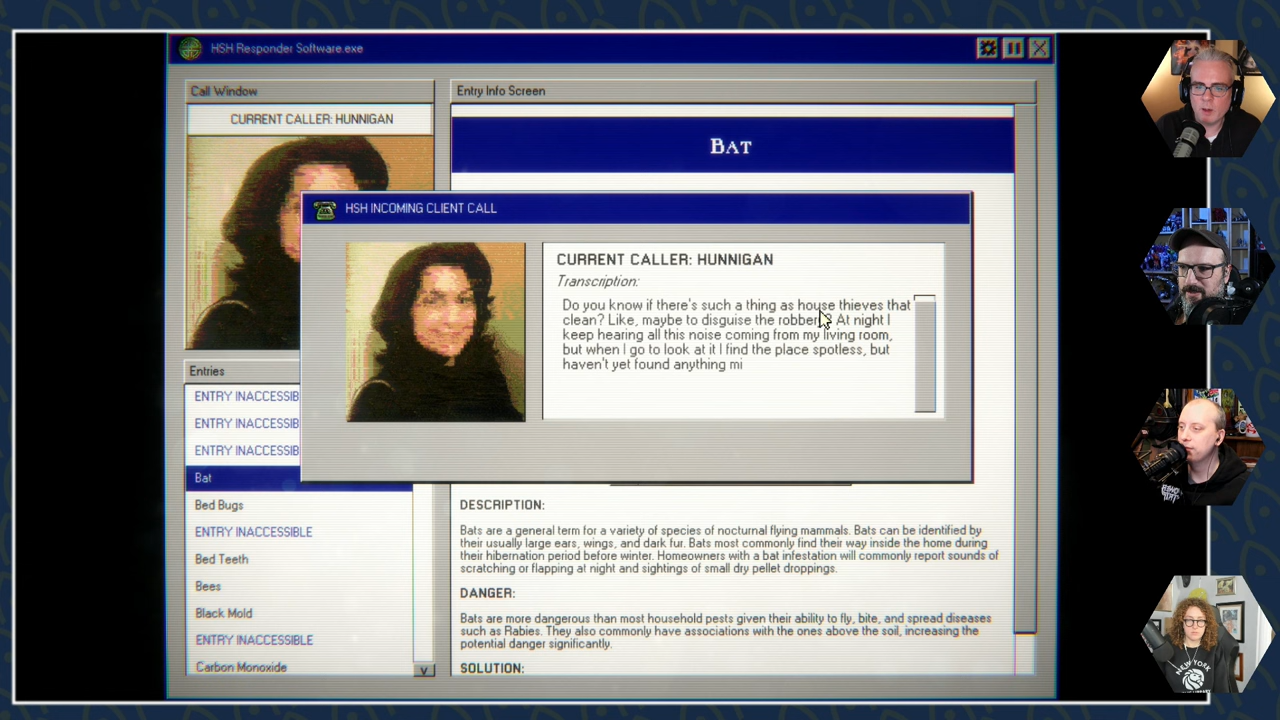 HSH Responder Software.exe
Call Window
CURRENT CALLER: HUNNIGAN
Entry Info Screen
BAT
HSH INCOMING CLIENT CALL
CURRENT CALLER: HUNNIGAN
Transcription:
Do you know if there's such a thing as house thieves that
clean? Like, maybe to disguise the robber At night I
keep hearing all this noise coming from my living room,
but when I go to look at it I find the place spotless, but
haven't yet found anything mi
Entries
ENTRY INACCESSIB
ENTRY INACCESSIB
ENTRY INACCESSIB
Bat
Bed Bugs
ENTRY INACCESSIBLE
Bed Teeth
Bees
Black Mold
ENTRY INACCESSIBLE
Carbon Monoxide
DESCRIPTION:
Bats are a general term for a variety of species of nocturnal flying mammals. Bats can be identified by
their usually large ears, wings, and dark fur. Bats most commonly find their way inside the home during
their hibernation period before winter. Homeowners with a bat infestation will commonly report sounds of
scratching or flapping at night and sightings of small dry pellet droppings.
DANGER:
Bats are more dangerous than most household pests given their ability to fly, bite, and spread diseases
such as Rabies. They also commonly have associations with the ones above the soil, increasing the
potential danger significantly.
SOLUTION:
NEW YORK